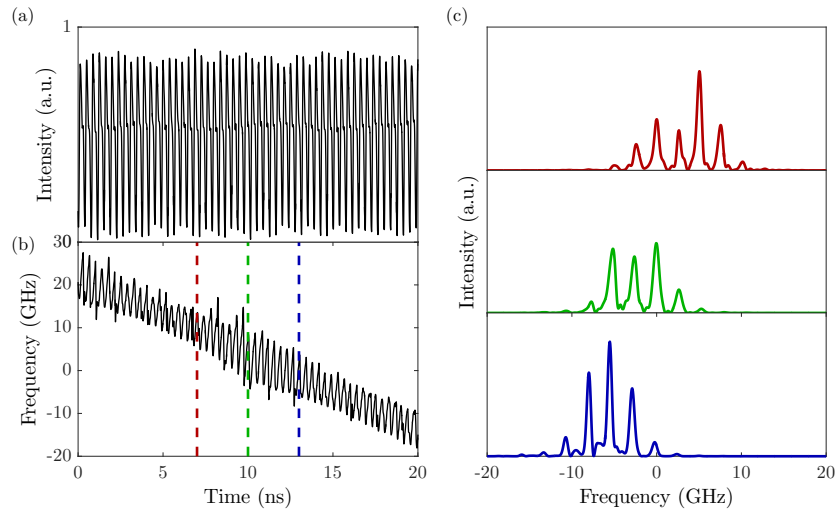 (a)
1
Intensity (a.u.)
(b)
30
20
10
0
-10
-20
Frequency (GHz)
0 5 10 15 20
Time (ns)
(c)
Intensity (a.u.)
-20 -10 0 10 20
Frequency (GHz)